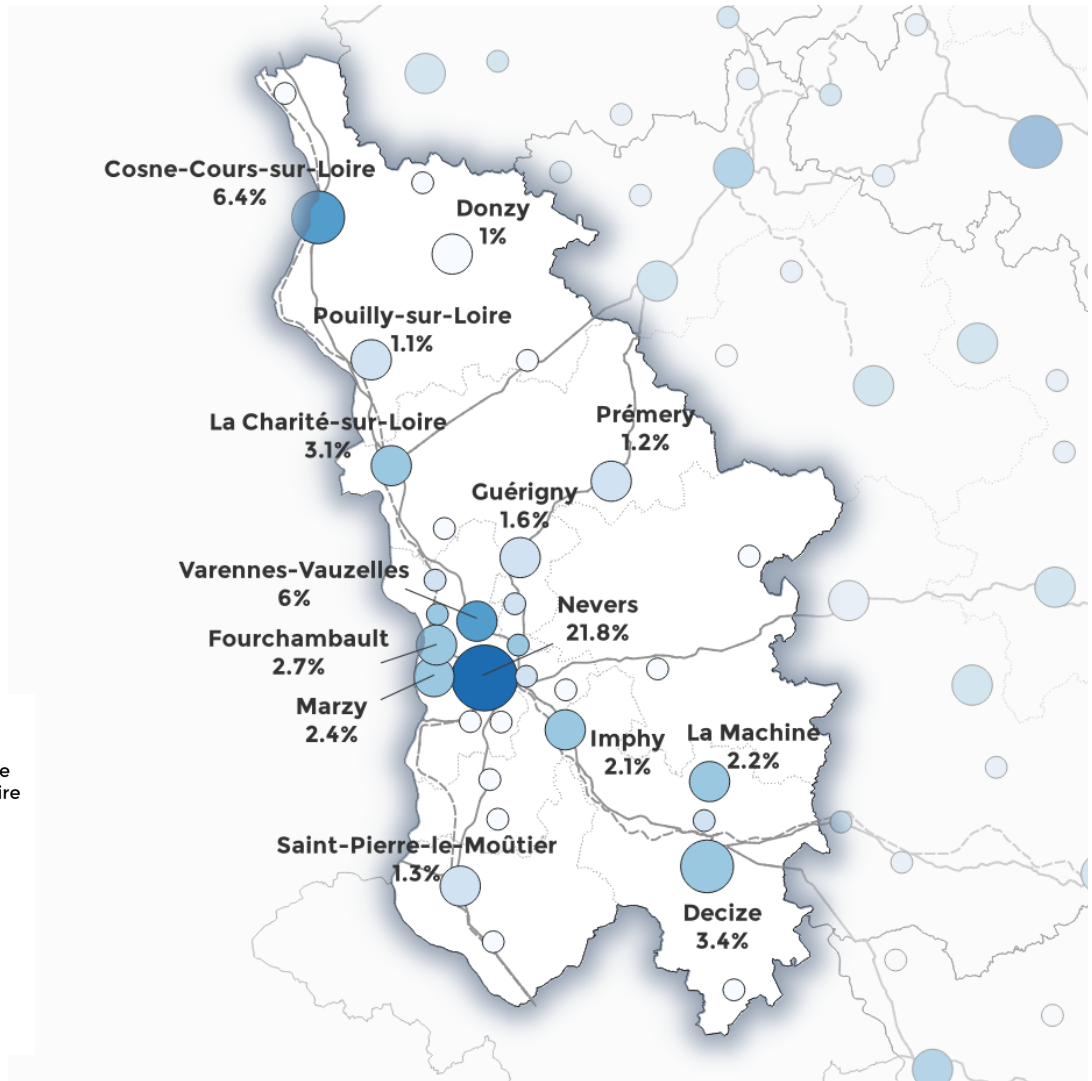 Cosne-Cours-sur-Loire
6.4%
Donzy
1%
Pouilly-sur-Loire
1.1%
La Charité-sur-Loire
3.1%
Prémery
1.2%
Guérigny
1.6%
Varennes-Vauzelles
6%
Nevers
21.8%
Fourchambault
2.7%
Marzy
2.4%
Imphy
2.1%
La Machine
2.2%
e
ire
Saint-Pierre-le-Moûtier
1.3%
Decize
3.4%